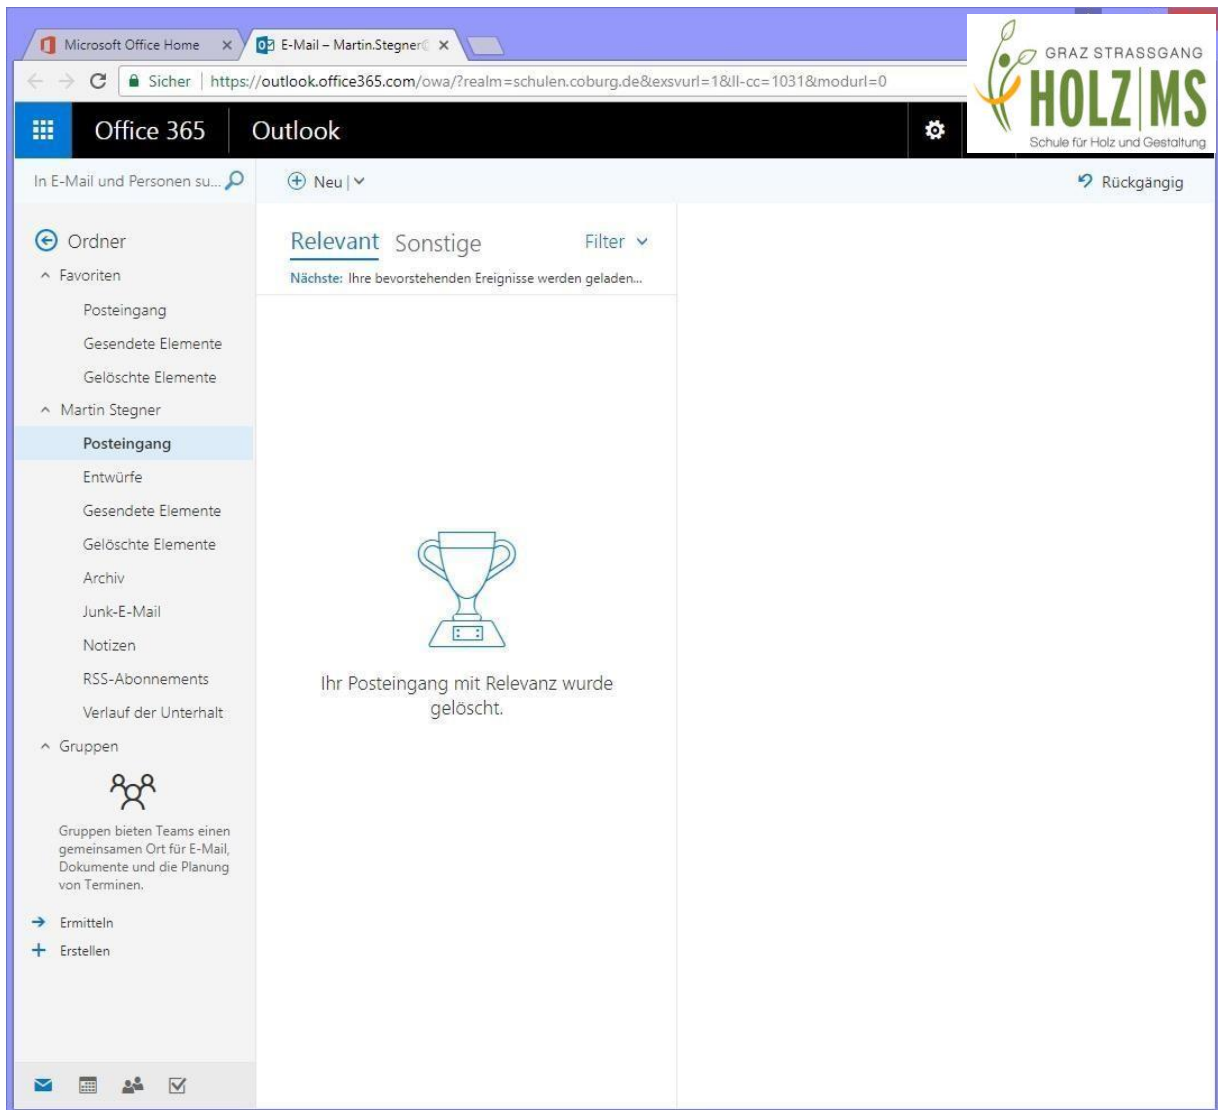 Microsoft Office Home
E-Mail – Martin.Stegner
GRAZ STRASSGANG
HOLZ|MS
Schule für Holz und Gestaltung
Sicher | https://outlook.office365.com/owa/?realm=schulen.coburg.de&exsvurl=1&ll-cc=1031&modurl=0
Office 365 Outlook
In E-Mail und Personen su...
Neu
Rückgängig
Ordner
Favoriten
Posteingang
Gesendete Elemente
Gelöschte Elemente
Martin Stegner
Posteingang
Entwürfe
Gesendete Elemente
Gelöschte Elemente
Archiv
Junk-E-Mail
Notizen
RSS-Abonnements
Verlauf der Unterhalt
Gruppen
Gruppen bieten Teams einen
gemeinsamen Ort für E-Mail,
Dokumente und die Planung
von Terminen.
Ermitteln
Erstellen
Relevant Sonstige Filter
Nächste: Ihre bevorstehenden Ereignisse werden geladen...
Ihr Posteingang mit Relevanz wurde
gelöscht.